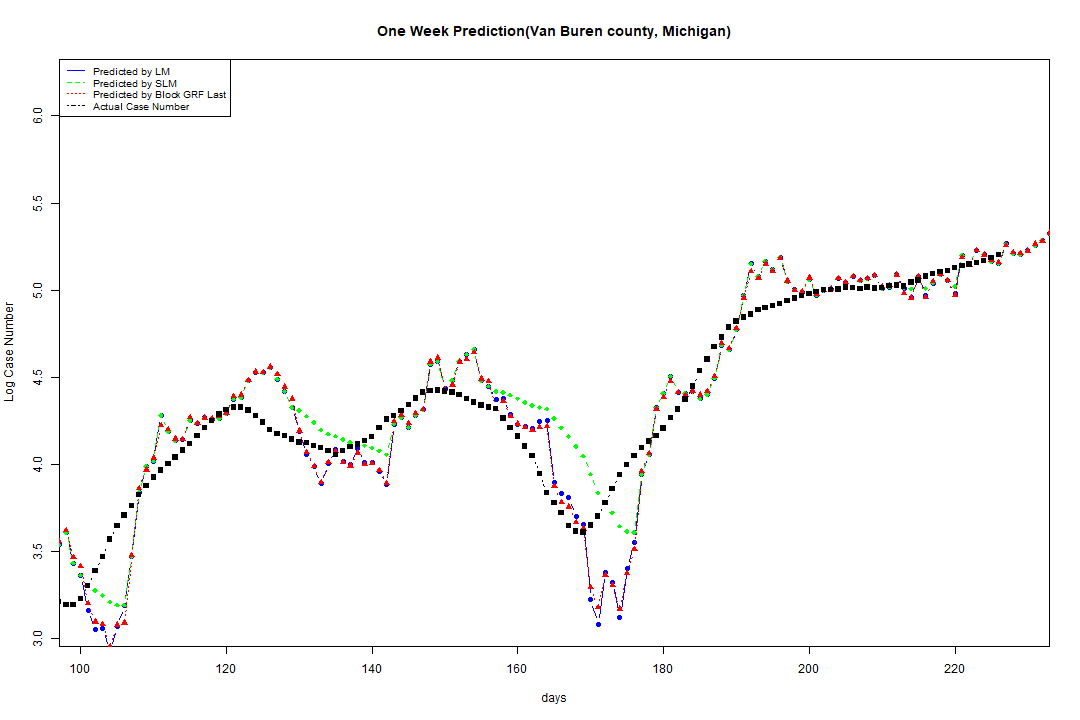 One Week Prediction(Van Buren county, Michigan)
Predicted by LM
Predicted by SLM
Predicted by Block GRF Last
Actual Case Number
6.0
5.5
5.0
4.5
4.0
3.5
3.0
Log Case Number
100 120 140 160 180 200 220
days